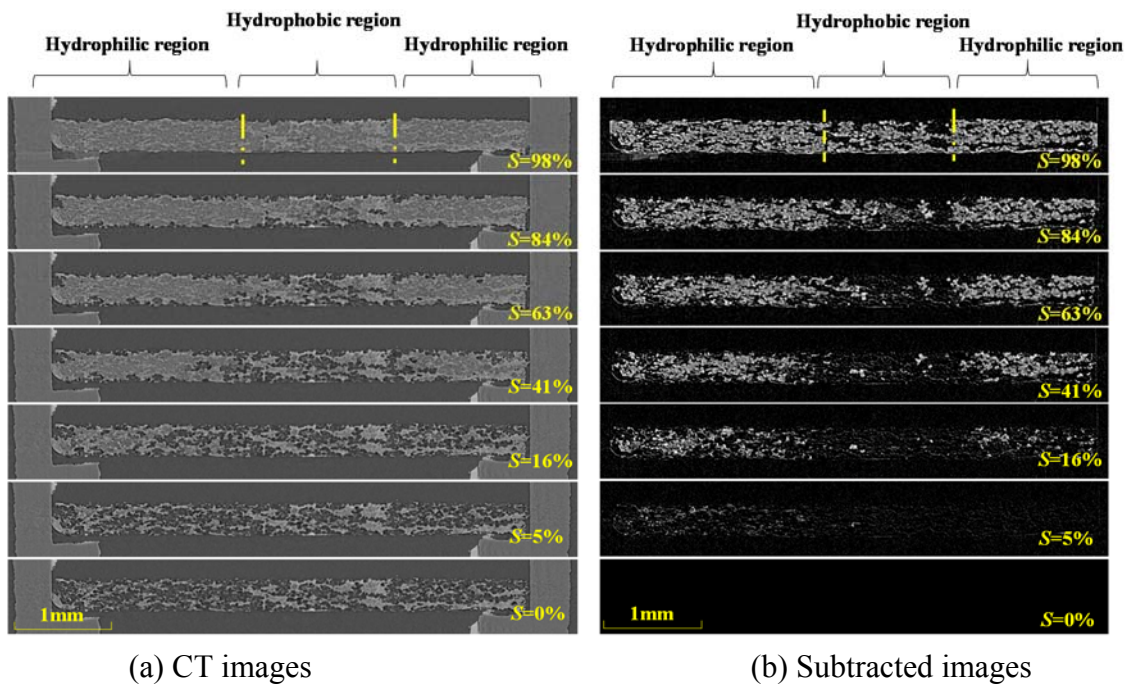 Hydrophobic region
Hydrophilic region
Hydrophilic region
S=98%
S=84%
S=63%
S=41%
S=16%
S=5%
S=0%
1mm
(a) CT images
Hydrophobic region
Hydrophilic region
Hydrophilic region
S=98%
S=84%
S=63%
S=41%
S=16%
S=5%
S=0%
1mm
(b) Subtracted images